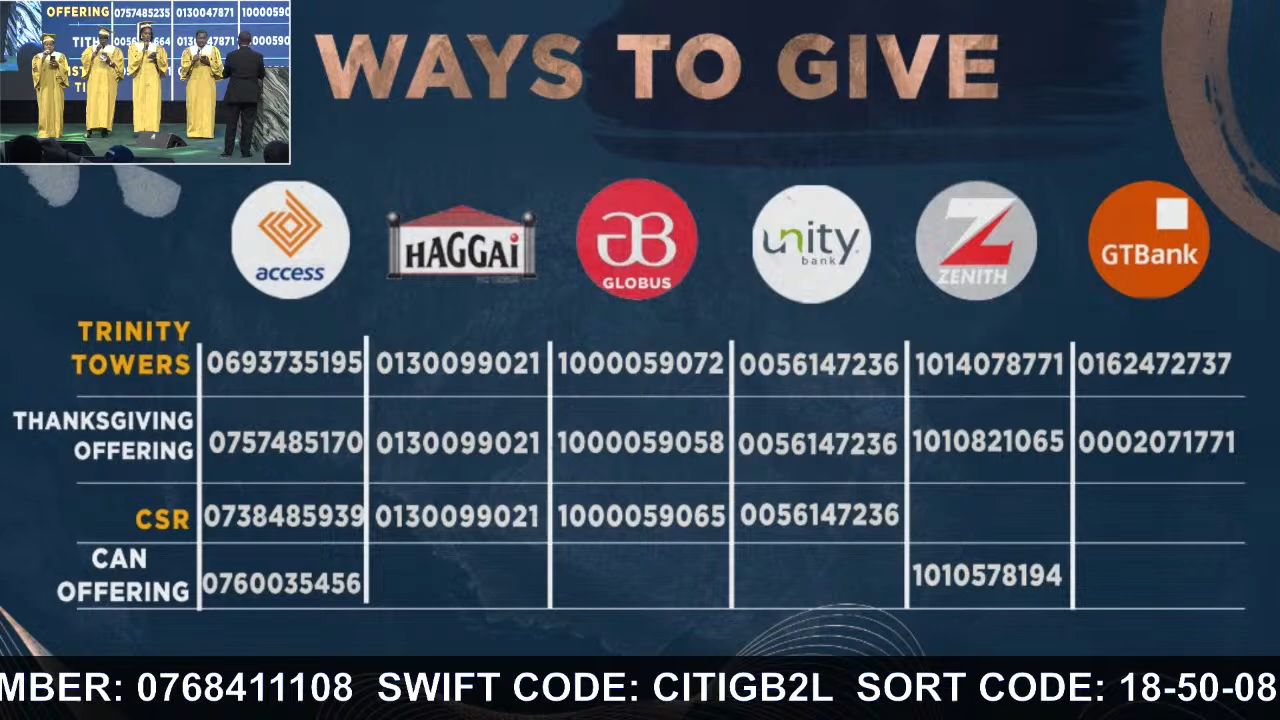 OFFERING 0757485235 0130047871 1000059
WAYS TO GIVE
access
HAGGAi
GB
GLOBUS
unity
bank
Z
ZENITH
GTBank
TRINITY
TOWERS 0693735195 0130099021 1000059072 0056147236 1014078771 0162472737
THANKSGIVING
OFFERING 0757485170 0130099021 1000059058 0056147236 1010821065 0002071771
CSR 0738485939 0130099021 1000059065 0056147236
CAN
OFFERING 0760035456 1010578194
MBER: 0768411108 SWIFT CODE: CITIGB2L SORT CODE: 18-50-08